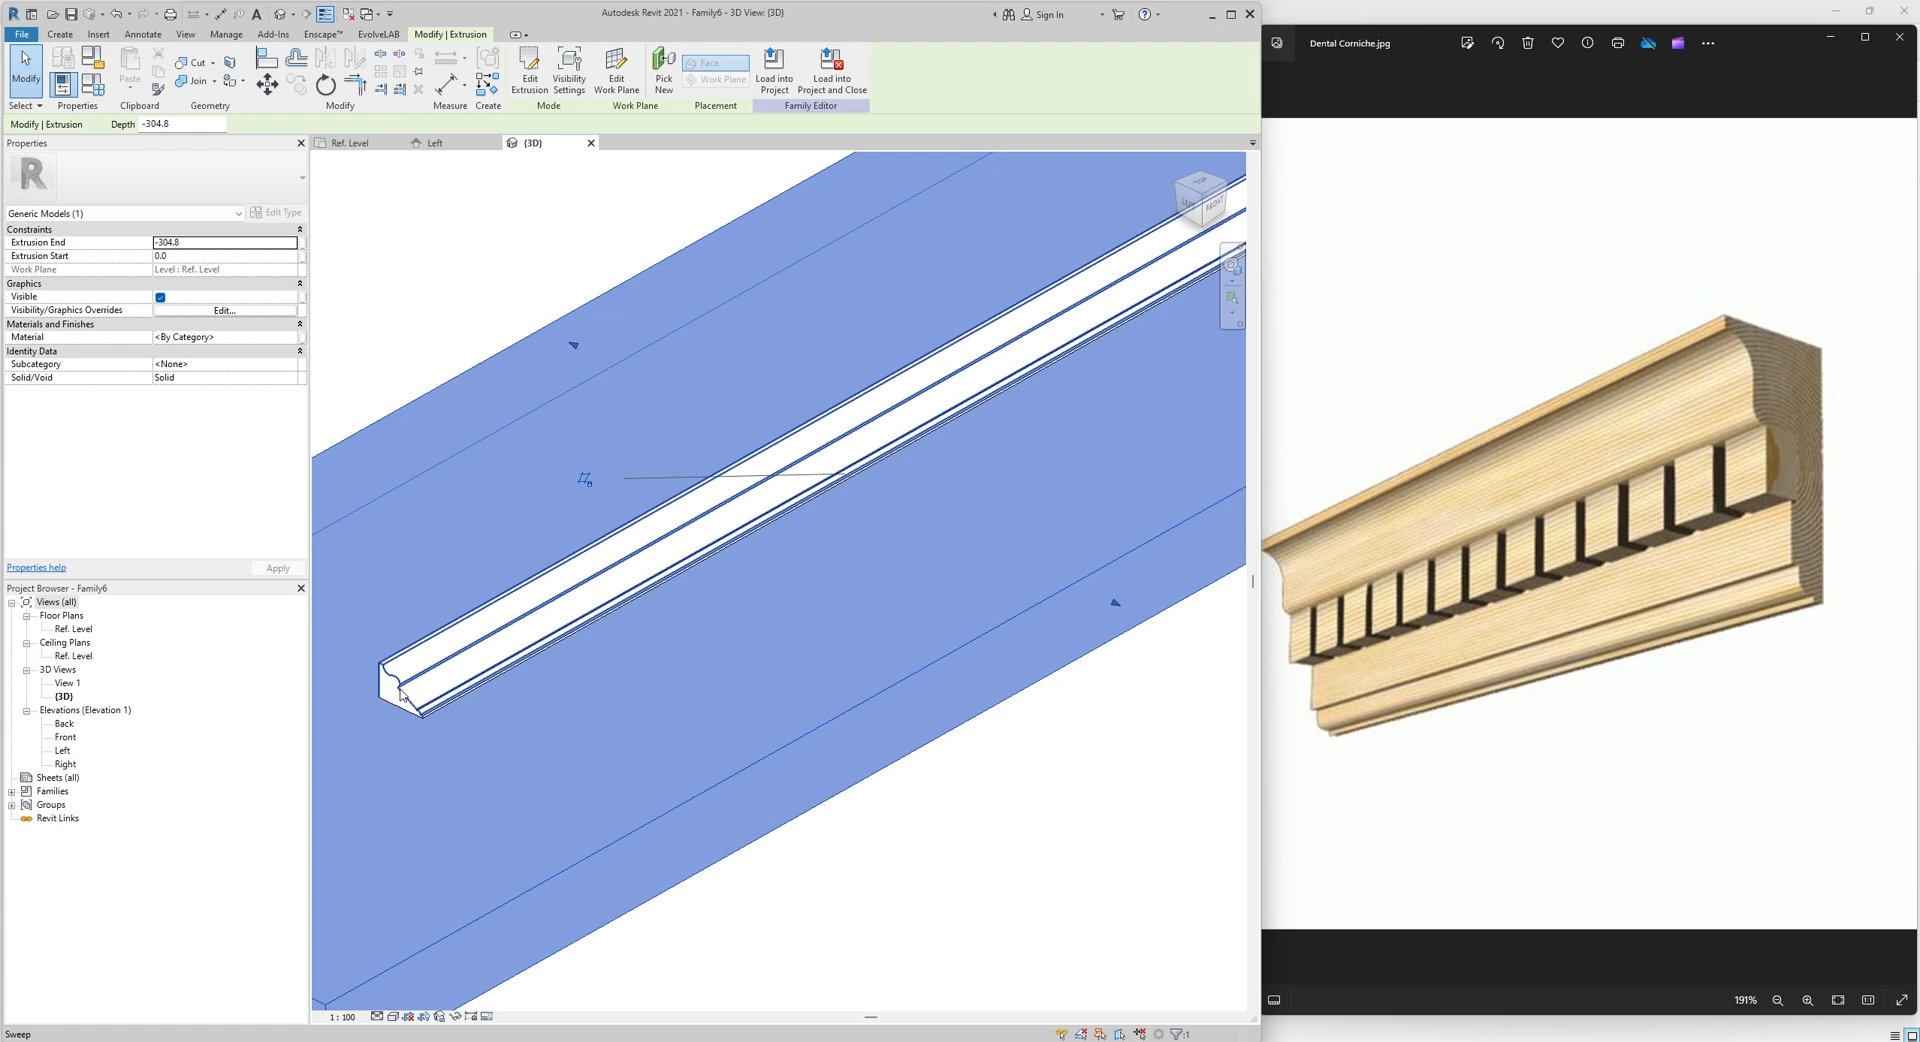 Autodesk Revit 2021 - Family6 - 3D View: {3D}
Sign In
File Create Insert Annotate View Manage Add-Ins Enscape™ EvolveLAB Modify | Extrusion
Modify
Paste
Cut
Join
Edit Extrusion
Visibility Settings
Edit Work Plane
Pick New
Face
Work Plane
Load into Project
Load into Project and Close
Select Properties Clipboard Geometry Modify Measure Create Mode Work Plane Placement Family Editor
Modify | Extrusion Depth -304.8
Properties
Ref. Level Left {3D}
Generic Models (1) Edit Type
Constraints
Extrusion End -304.8
Extrusion Start 0.0
Work Plane Level : Ref. Level
Graphics
Visible
Visibility/Graphics Overrides Edit...
Materials and Finishes
Material <By Category>
Identity Data
Subcategory <None>
Solid/Void Solid
Properties help Apply
Project Browser - Family6
Views (all)
Floor Plans
Ref. Level
Ceiling Plans
Ref. Level
3D Views
View 1
{3D}
Elevations (Elevation 1)
Back
Front
Left
Right
Sheets (all)
Families
Groups
Revit Links
TOP
LEFT
FRONT
1 : 100
Sweep
:1
Dental Corniche.jpg
191%